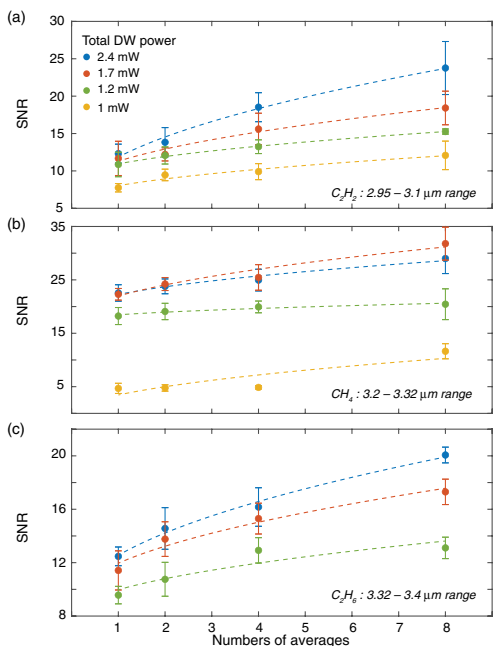 (a)
Total DW power
2.4 mW
1.7 mW
1.2 mW
1 mW
30
25
20
15
10
5
SNR
C₂H₂ : 2.95 – 3.1 μm range
(b)
35
25
15
5
SNR
CH₄ : 3.2 – 3.32 μm range
(c)
20
16
12
8
SNR
C₂H₆ : 3.32 – 3.4 μm range
1 2 3 4 5 6 7 8
Numbers of averages